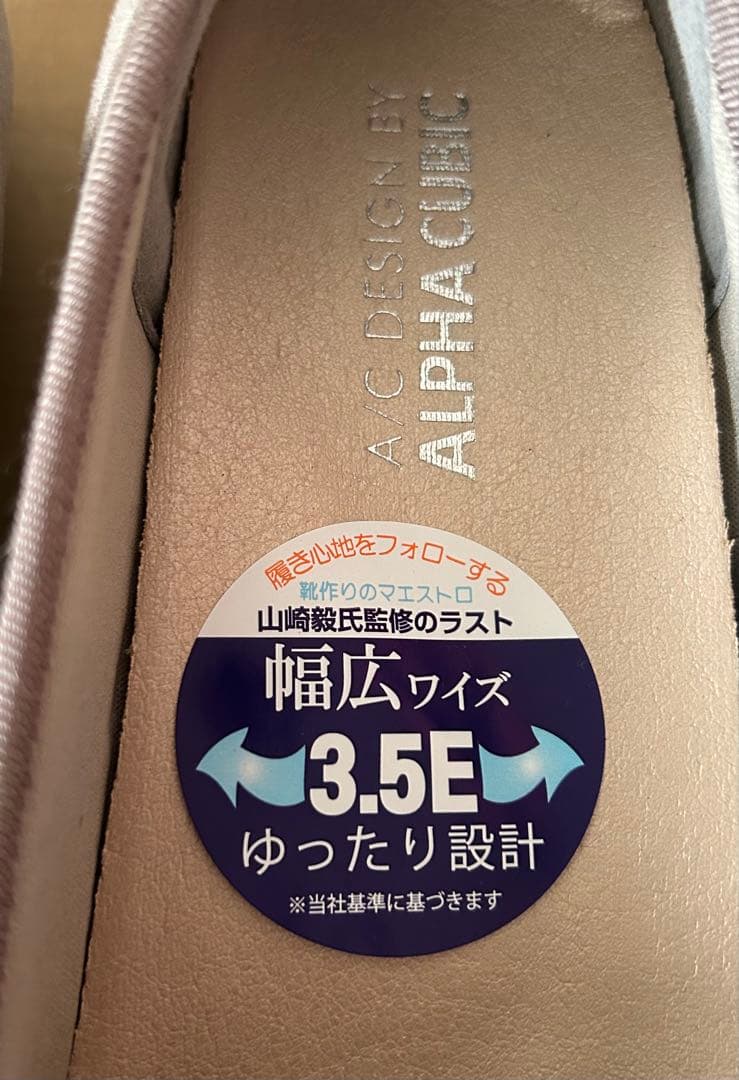 A/C DESIGN BY
ALPHA CUBIC
履き心地をフォローする
靴作りのマエストロ
山崎毅氏監修のラスト
幅広ワイズ
3.5E
ゆったり設計
※当社基準に基づきます